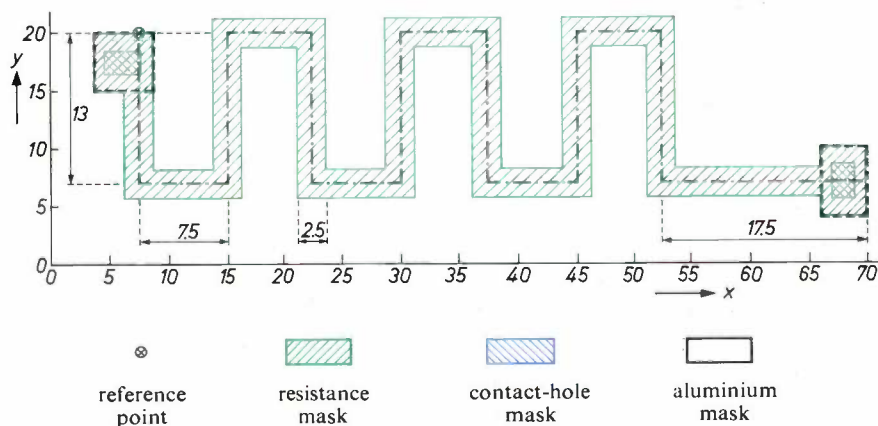 20
y
15
13
10
5
7.5
2.5
17.5
0
0 5 10 15 20 25 30 35 40 45 50 55 60 65 70
x
reference point
resistance mask
contact-hole mask
aluminium mask